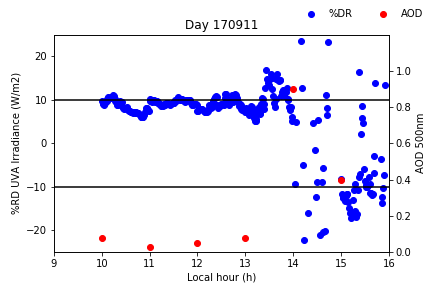 %DR AOD
Day 170911
%RD UVA Irradiance (W/m2)
20
10
0
−10
−20
1.0
0.8
0.6
0.4
0.2
0.0
AOD 500nm
9 10 11 12 13 14 15 16
Local hour (h)